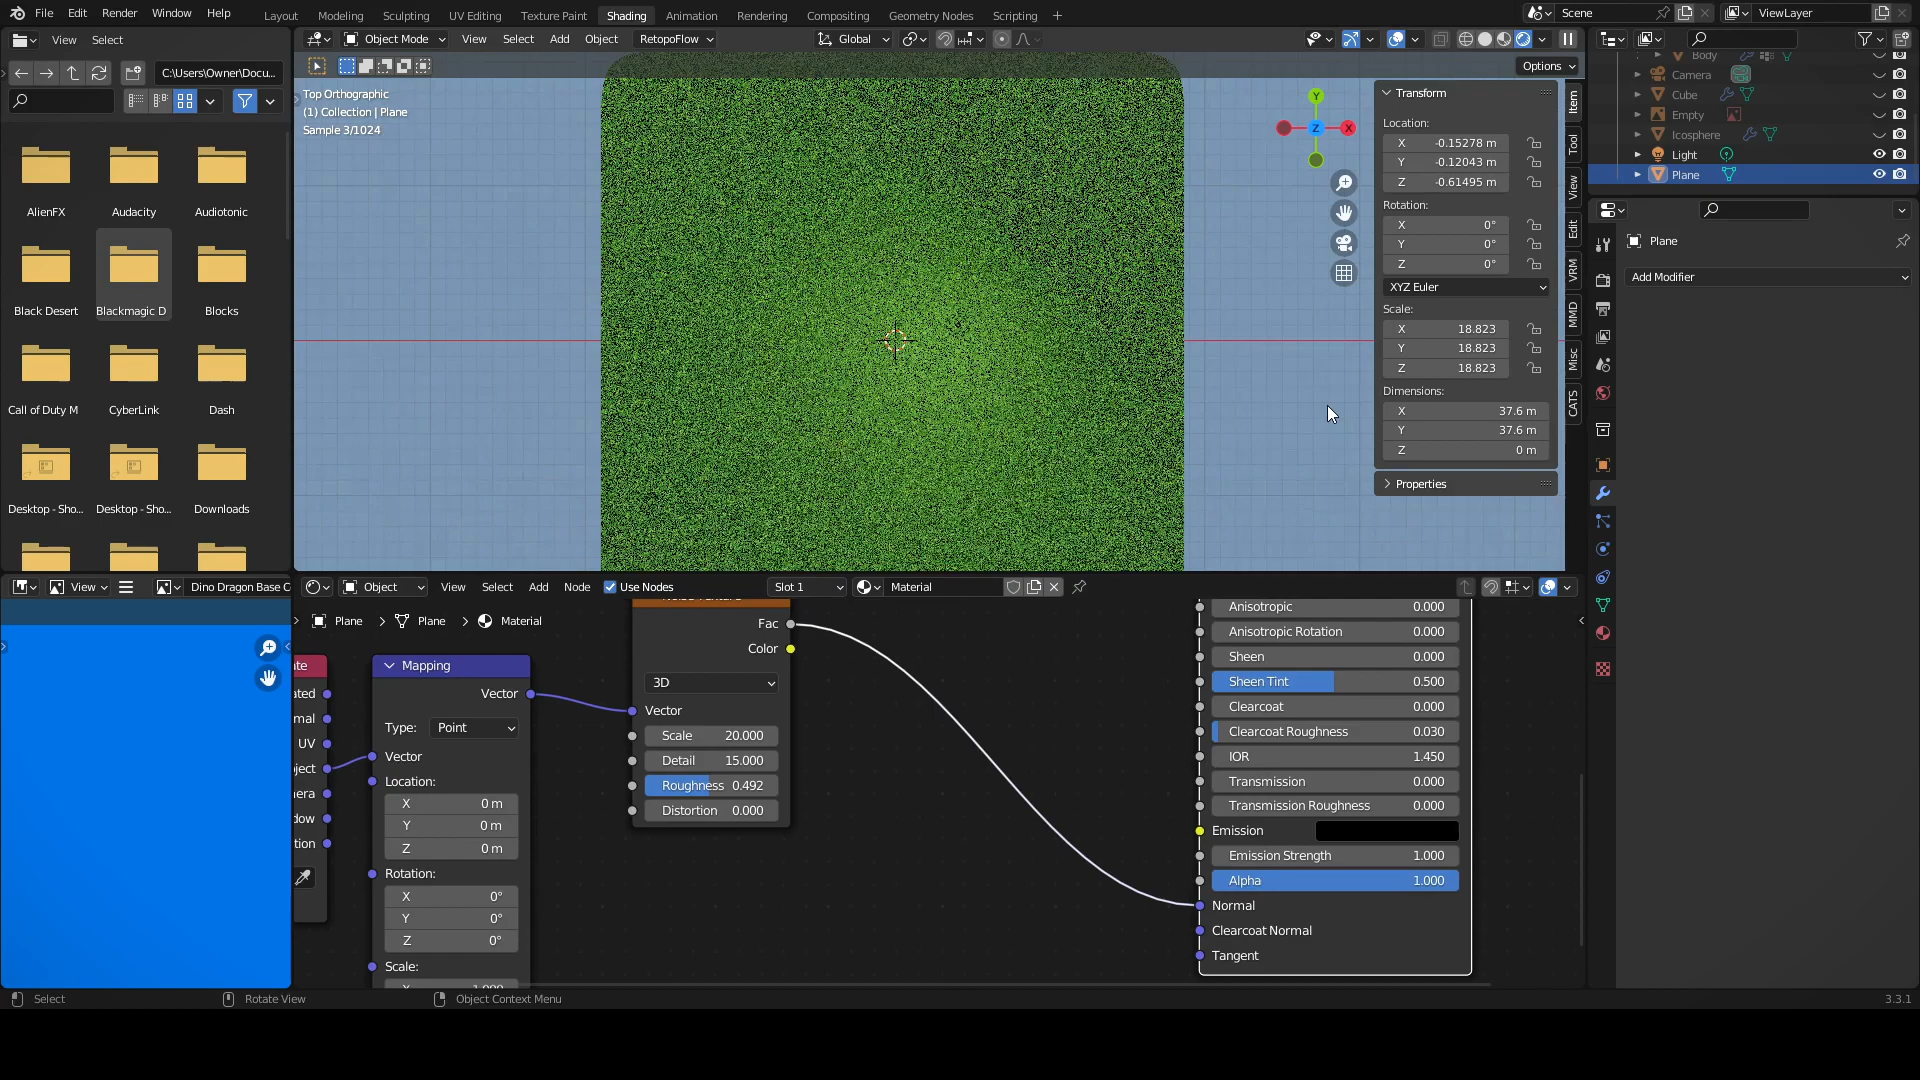 File Edit Render Window Help
Layout Modeling Sculpting UV Editing Texture Paint Shading Animation Rendering Compositing Geometry Nodes Scripting +
Scene
ViewLayer
View Select
Object Mode View Select Add Object RetopoFlow
Global
C:\Users\Owner\Docu...
Options
Top Orthographic
(1) Collection | Plane
Sample 3/1024
Y
X
Z
AlienFX Audacity Audiotonic
Black Desert Blackmagic D Blocks
Call of Duty M CyberLink Dash
Desktop - Sho... Desktop - Sho... Downloads
Transform
Location:
X -0.15278 m
Y -0.12043 m
Z -0.61495 m
Rotation:
X 0°
Y 0°
Z 0°
XYZ Euler
Scale:
X 18.823
Y 18.823
Z 18.823
Dimensions:
X 37.6 m
Y 37.6 m
Z 0 m
Properties
Item
Tool
View
Edit
VRM
MMD
Misc
CATS
Body
Camera
Cube
Empty
Icosphere
Light
Plane
Plane
Add Modifier
View Dino Dragon Base C
Object View Select Add Node Use Nodes Slot 1 Material
Plane > Plane > Material
ate
ated
mal
UV
ject
nera
dow
tion
Mapping
Vector
Type: Point
Vector
Location:
X 0 m
Y 0 m
Z 0 m
Rotation:
X 0°
Y 0°
Z 0°
Scale:
Fac
Color
3D
Vector
Scale 20.000
Detail 15.000
Roughness 0.492
Distortion 0.000
Anisotropic 0.000
Anisotropic Rotation 0.000
Sheen 0.000
Sheen Tint 0.500
Clearcoat 0.000
Clearcoat Roughness 0.030
IOR 1.450
Transmission 0.000
Transmission Roughness 0.000
Emission
Emission Strength 1.000
Alpha 1.000
Normal
Clearcoat Normal
Tangent
Select Rotate View Object Context Menu
3.3.1